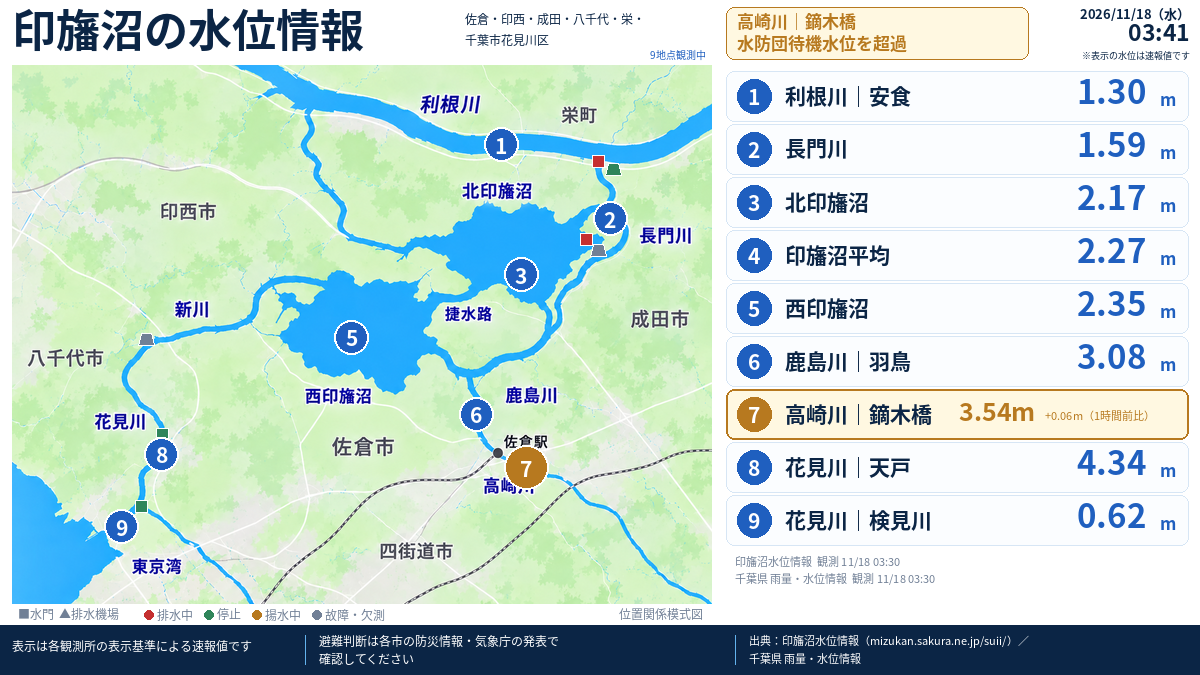 印旛沼の水位情報
佐倉・印西・成田・八千代・栄・
千葉市花見川区
9地点観測中
高崎川｜鏑木橋
水防団待機水位を超過
2026/11/18（水）
03:41
※表示の水位は速報値です
利根川
栄町
1
北印旛沼
印西市
2
長門川
3
新川
捷水路
成田市
5
八千代市
西印旛沼
鹿島川
花見川
6
佐倉市
佐倉駅
8
7
高崎川
9
四街道市
東京湾
1 利根川｜安食 1.30 m
2 長門川 1.59 m
3 北印旛沼 2.17 m
4 印旛沼平均 2.27 m
5 西印旛沼 2.35 m
6 鹿島川｜羽鳥 3.08 m
7 高崎川｜鏑木橋 3.54m +0.06m（1時間前比）
8 花見川｜天戸 4.34 m
9 花見川｜検見川 0.62 m
印旛沼水位情報 観測 11/18 03:30
千葉県 雨量・水位情報 観測 11/18 03:30
■水門 ▲排水機場 ●排水中 ●停止 ●揚水中 ●故障・欠測
位置関係模式図
表示は各観測所の表示基準による速報値です
避難判断は各市の防災情報・気象庁の発表で
確認してください
出典：印旛沼水位情報（mizukan.sakura.ne.jp/suii/）／
千葉県 雨量・水位情報